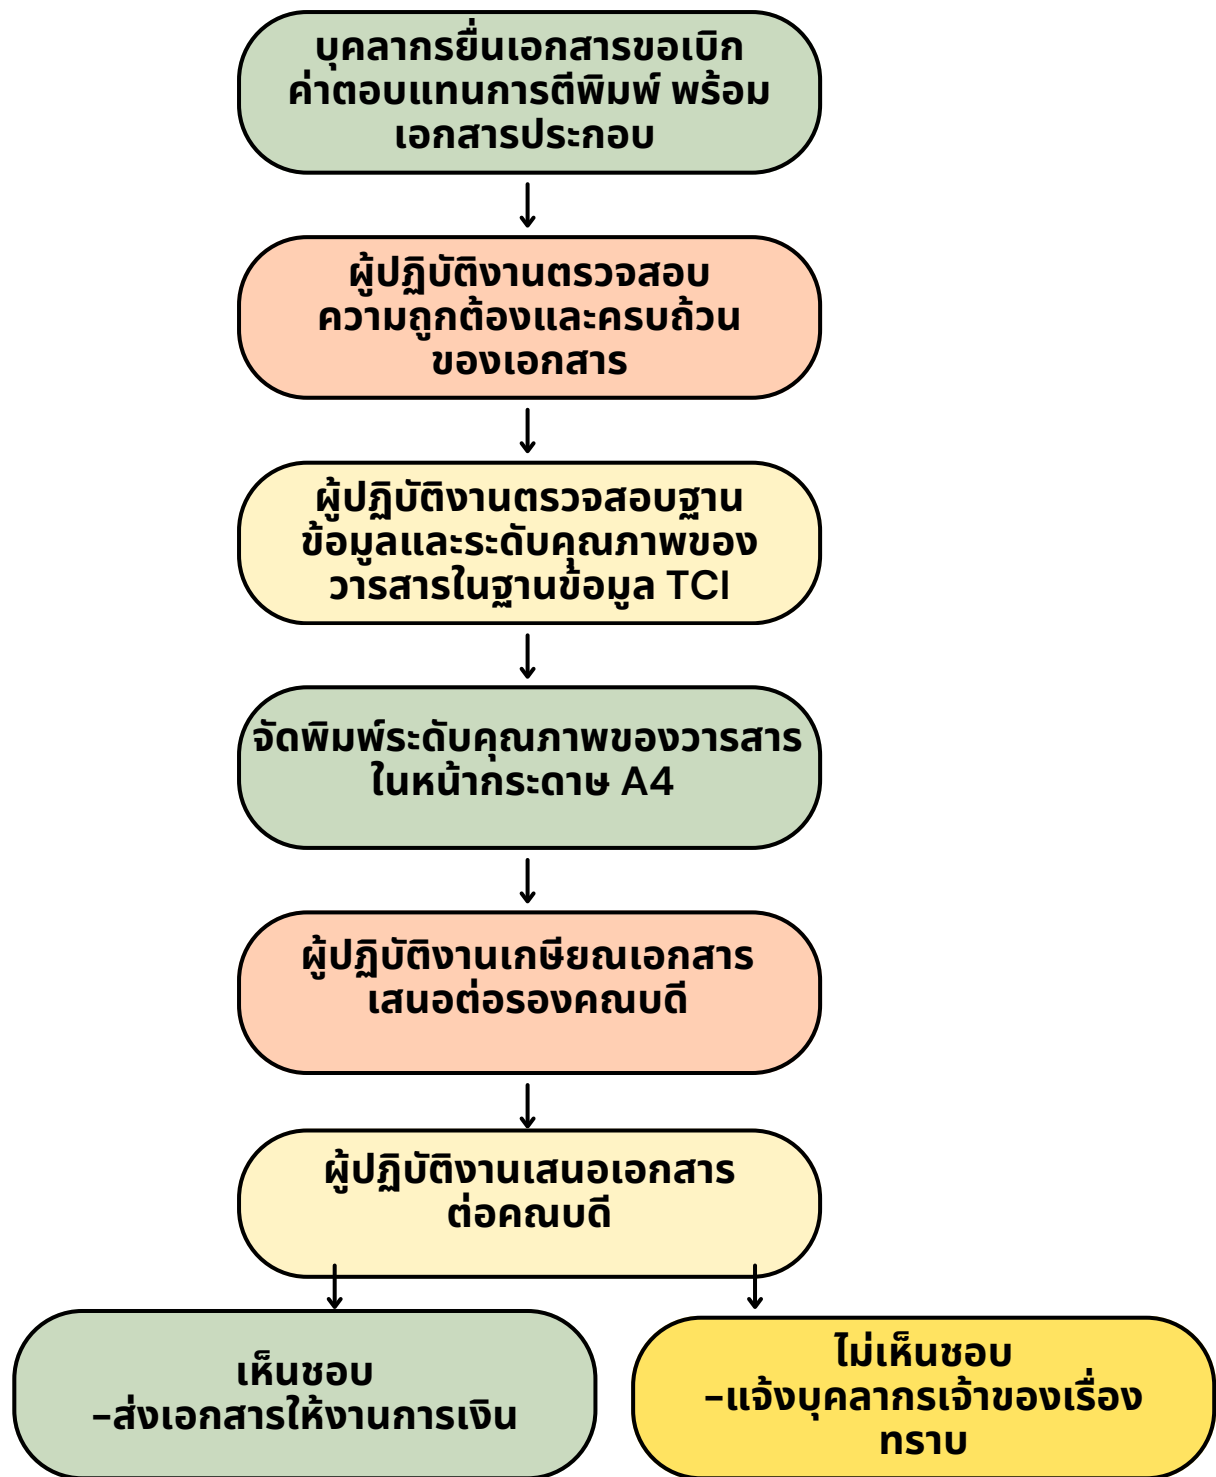 บุคลากรยื่นเอกสารขอเบิก
ค่าตอบแทนการตีพิมพ์ พร้อม
เอกสารประกอบ
ผู้ปฏิบัติงานตรวจสอบ
ความถูกต้องและครบถ้วน
ของเอกสาร
ผู้ปฏิบัติงานตรวจสอบฐาน
ข้อมูลและระดับคุณภาพของ
วารสารในฐานข้อมูล TCI
จัดพิมพ์ระดับคุณภาพของวารสาร
ในหน้ากระดาษ A4
ผู้ปฏิบัติงานเกษียณเอกสาร
เสนอต่อรองคณบดี
ผู้ปฏิบัติงานเสนอเอกสาร
ต่อคณบดี
เห็นชอบ
-ส่งเอกสารให้งานการเงิน
ไม่เห็นชอบ
-แจ้งบุคลากรเจ้าของเรื่อง
ทราบ